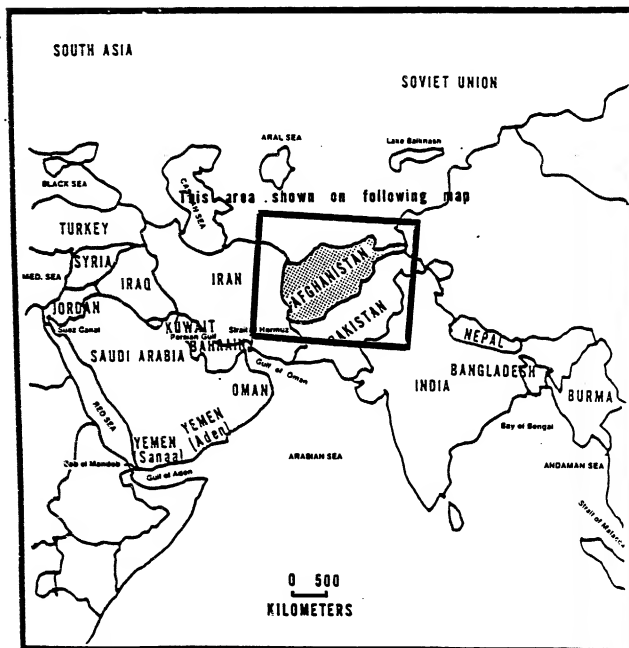 SOUTH ASIA
SOVIET UNION
ARAL SEA
Lake Balkhash
BLACK SEA
CASPIAN SEA
This area shown on following map
TURKEY
SYRIA
MED. SEA
IRAQ
IRAN
AFGHANISTAN
JORDAN
Suez Canal
KUWAIT
Persian Gulf
Strait of Hormuz
PAKISTAN
NEPAL
SAUDI ARABIA
BAHRAIN
Gulf of Oman
BANGLADESH
OMAN
INDIA
BURMA
RED SEA
YEMEN
(Aden)
YEMEN
(Sanaa)
Bay of Bengal
ARABIAN SEA
ANDAMAN SEA
Bab el Mandeb
Gulf of Aden
Strait of Malacca
0 500
KILOMETERS